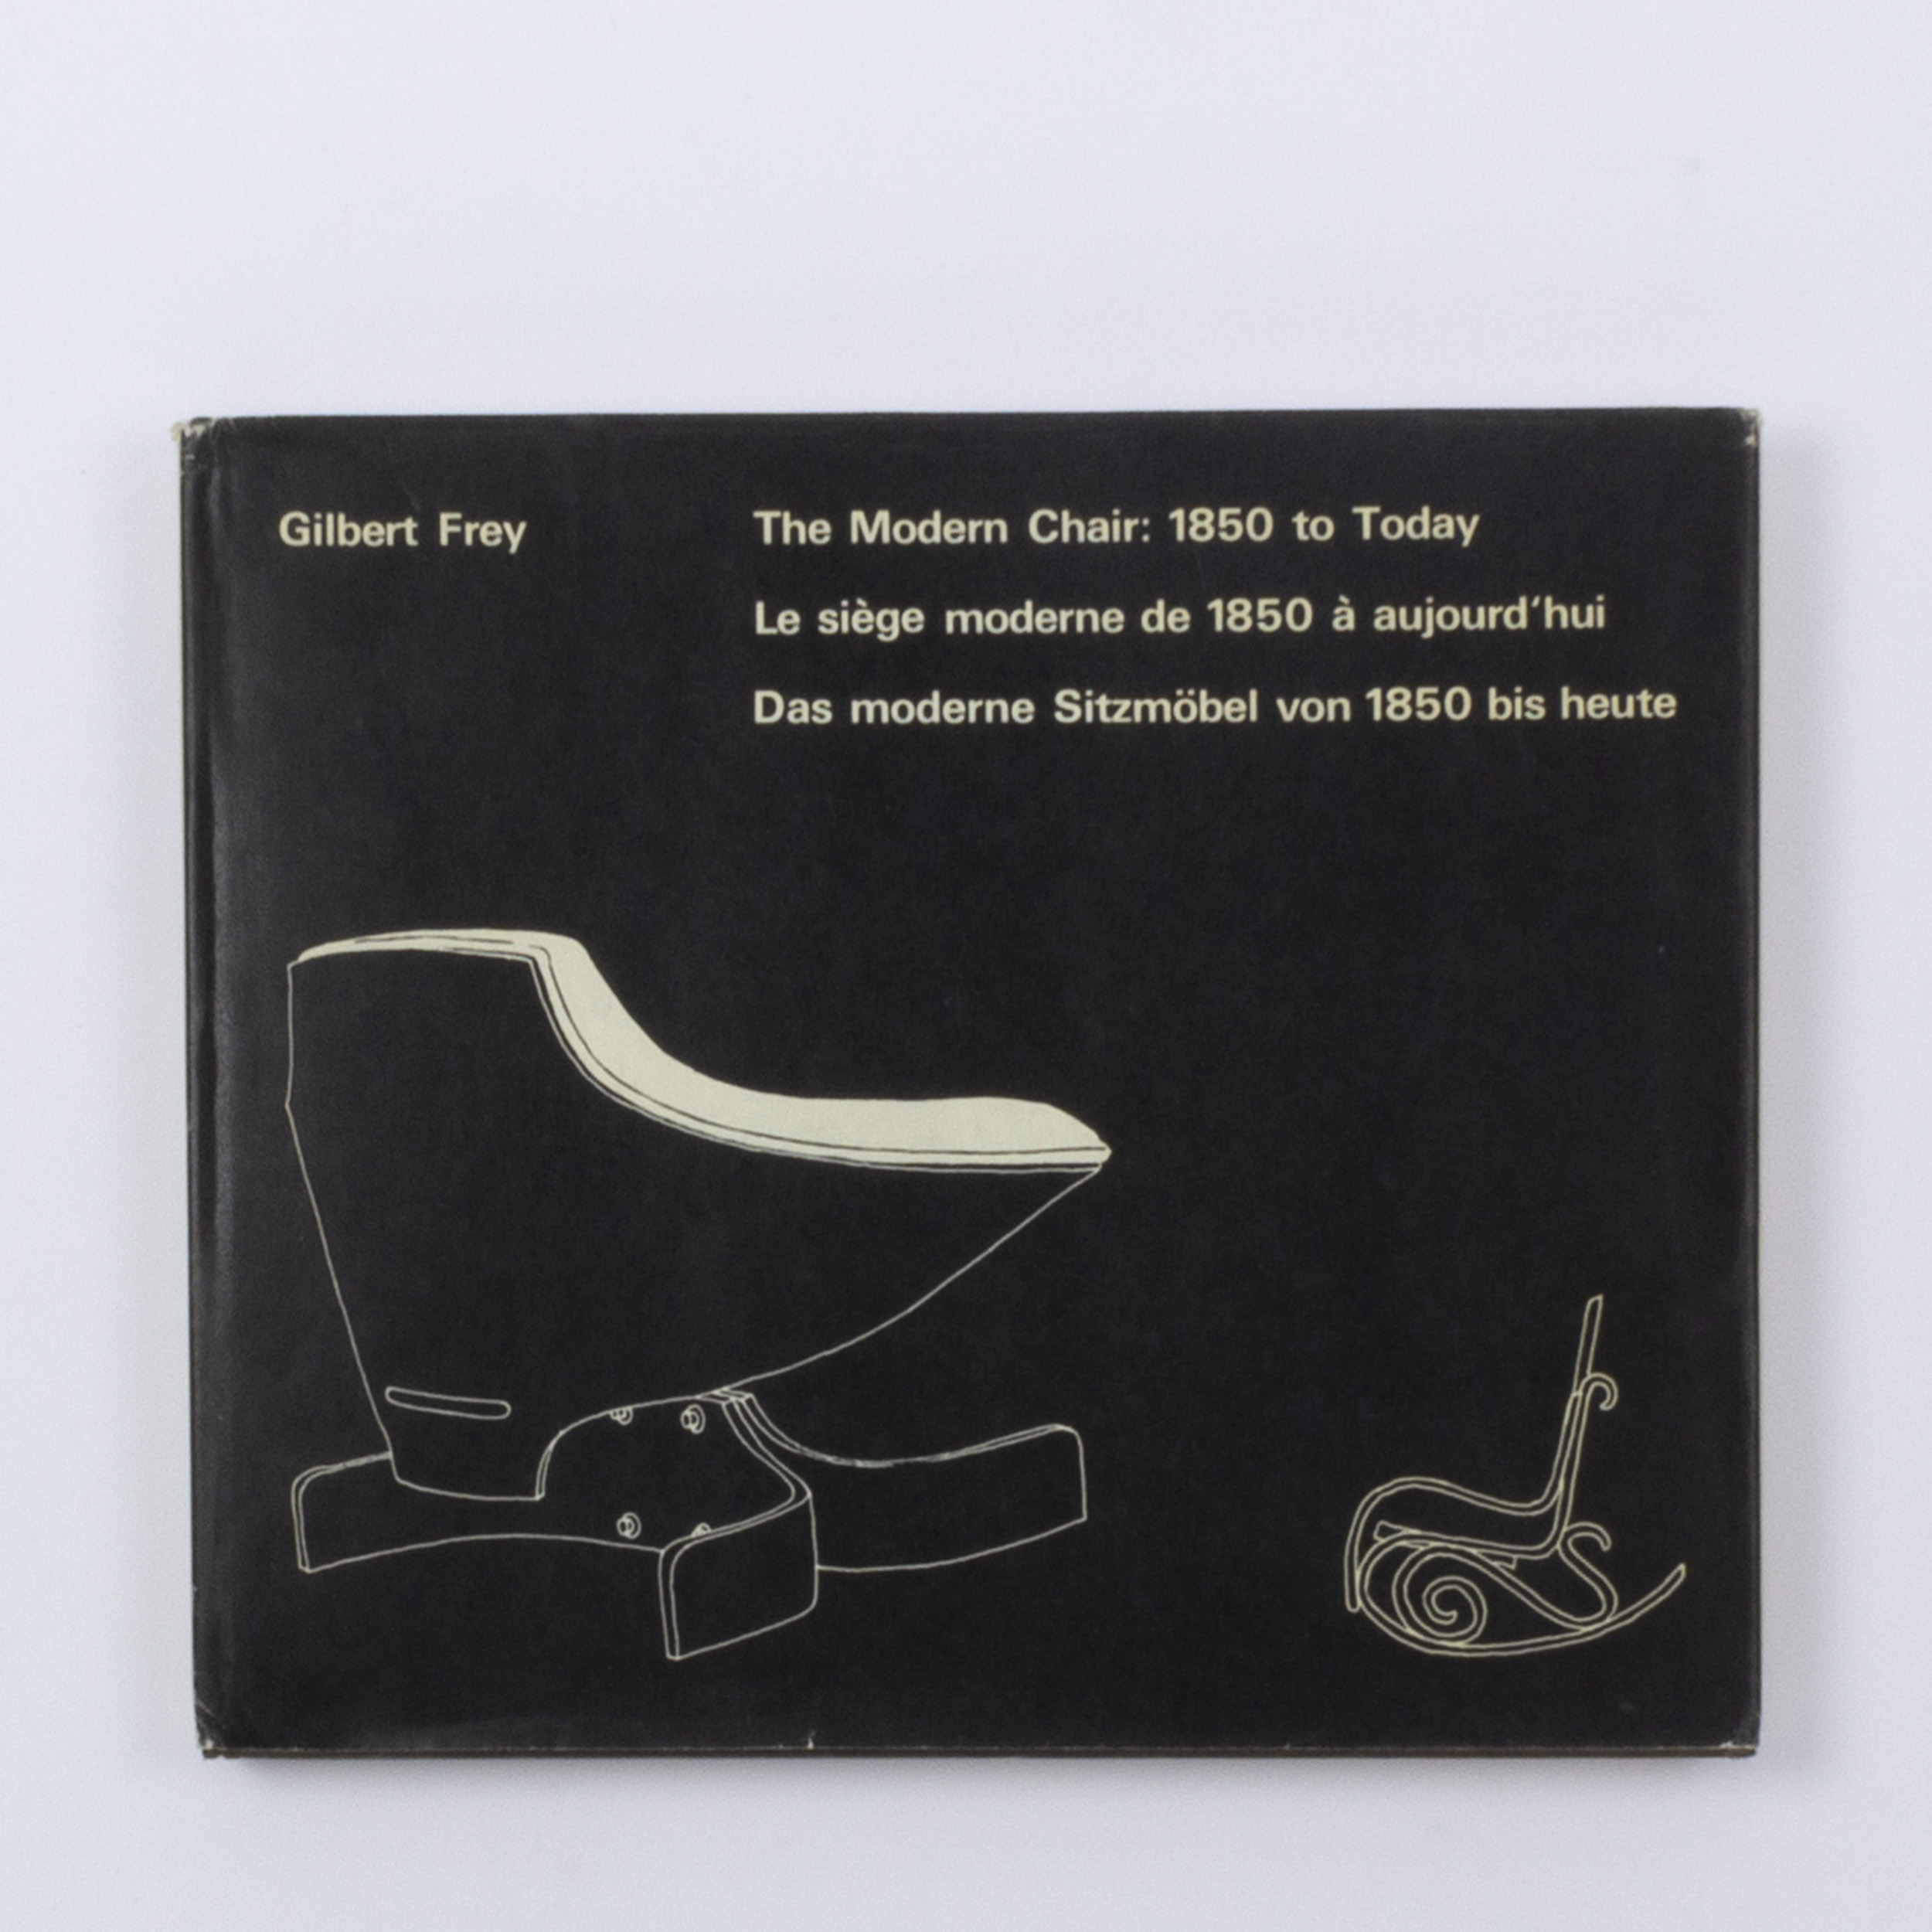 Gilbert Frey
The Modern Chair: 1850 to Today
Le siège moderne de 1850 à aujourd‘hui
Das moderne Sitzmöbel von 1850 bis heute